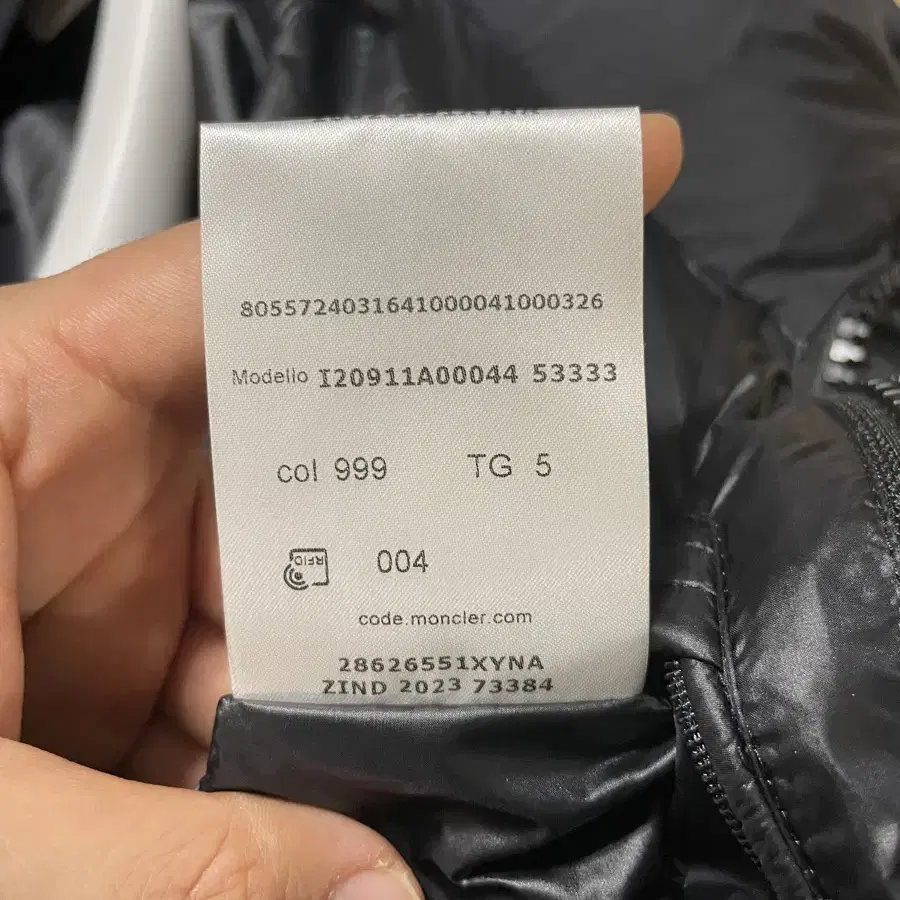 8055724031641000041000326
Modello I20911A00044 53333
col 999 TG 5
RFID 004
code.moncler.com
28626551XYNA
ZIND 2023 73384